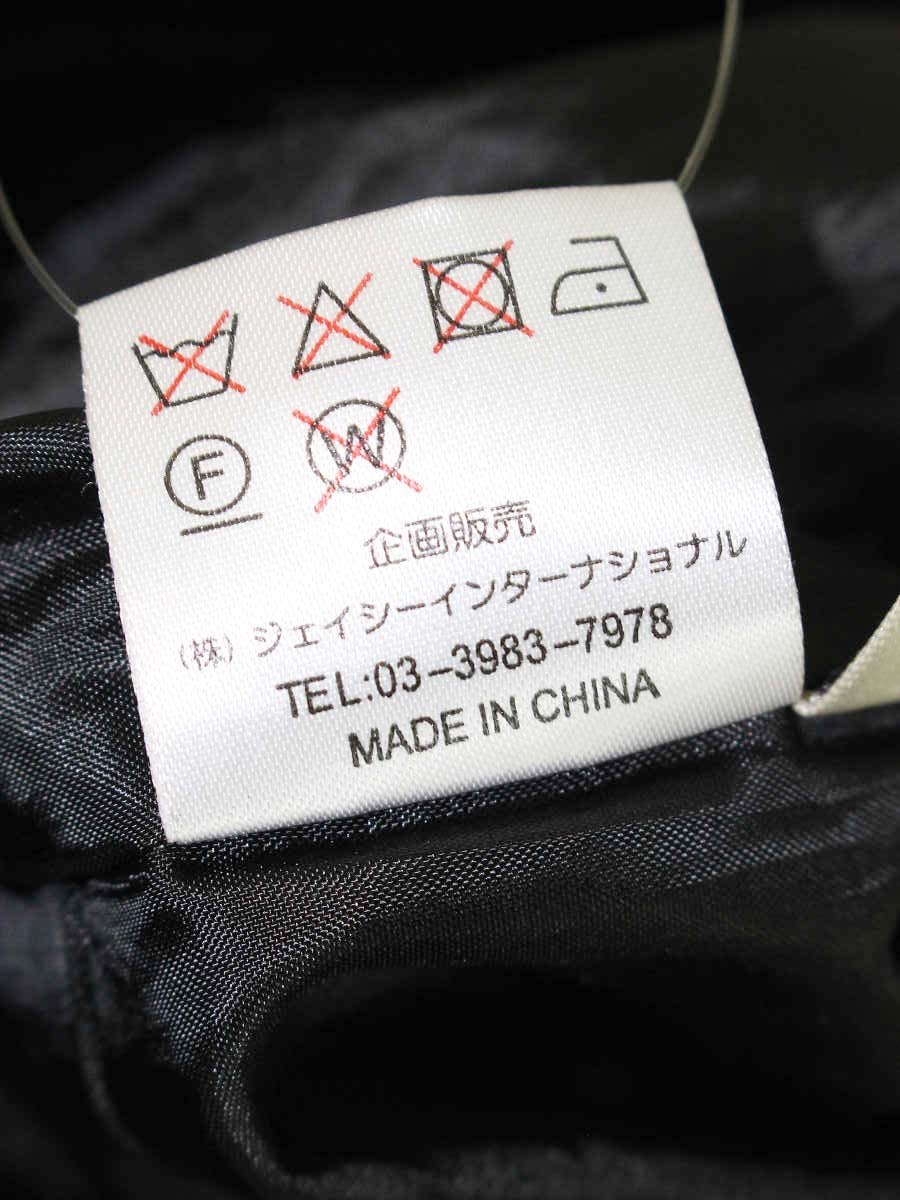 F W
企画販売
(株) ジェイシーインターナショナル
TEL:03-3983-7978
MADE IN CHINA